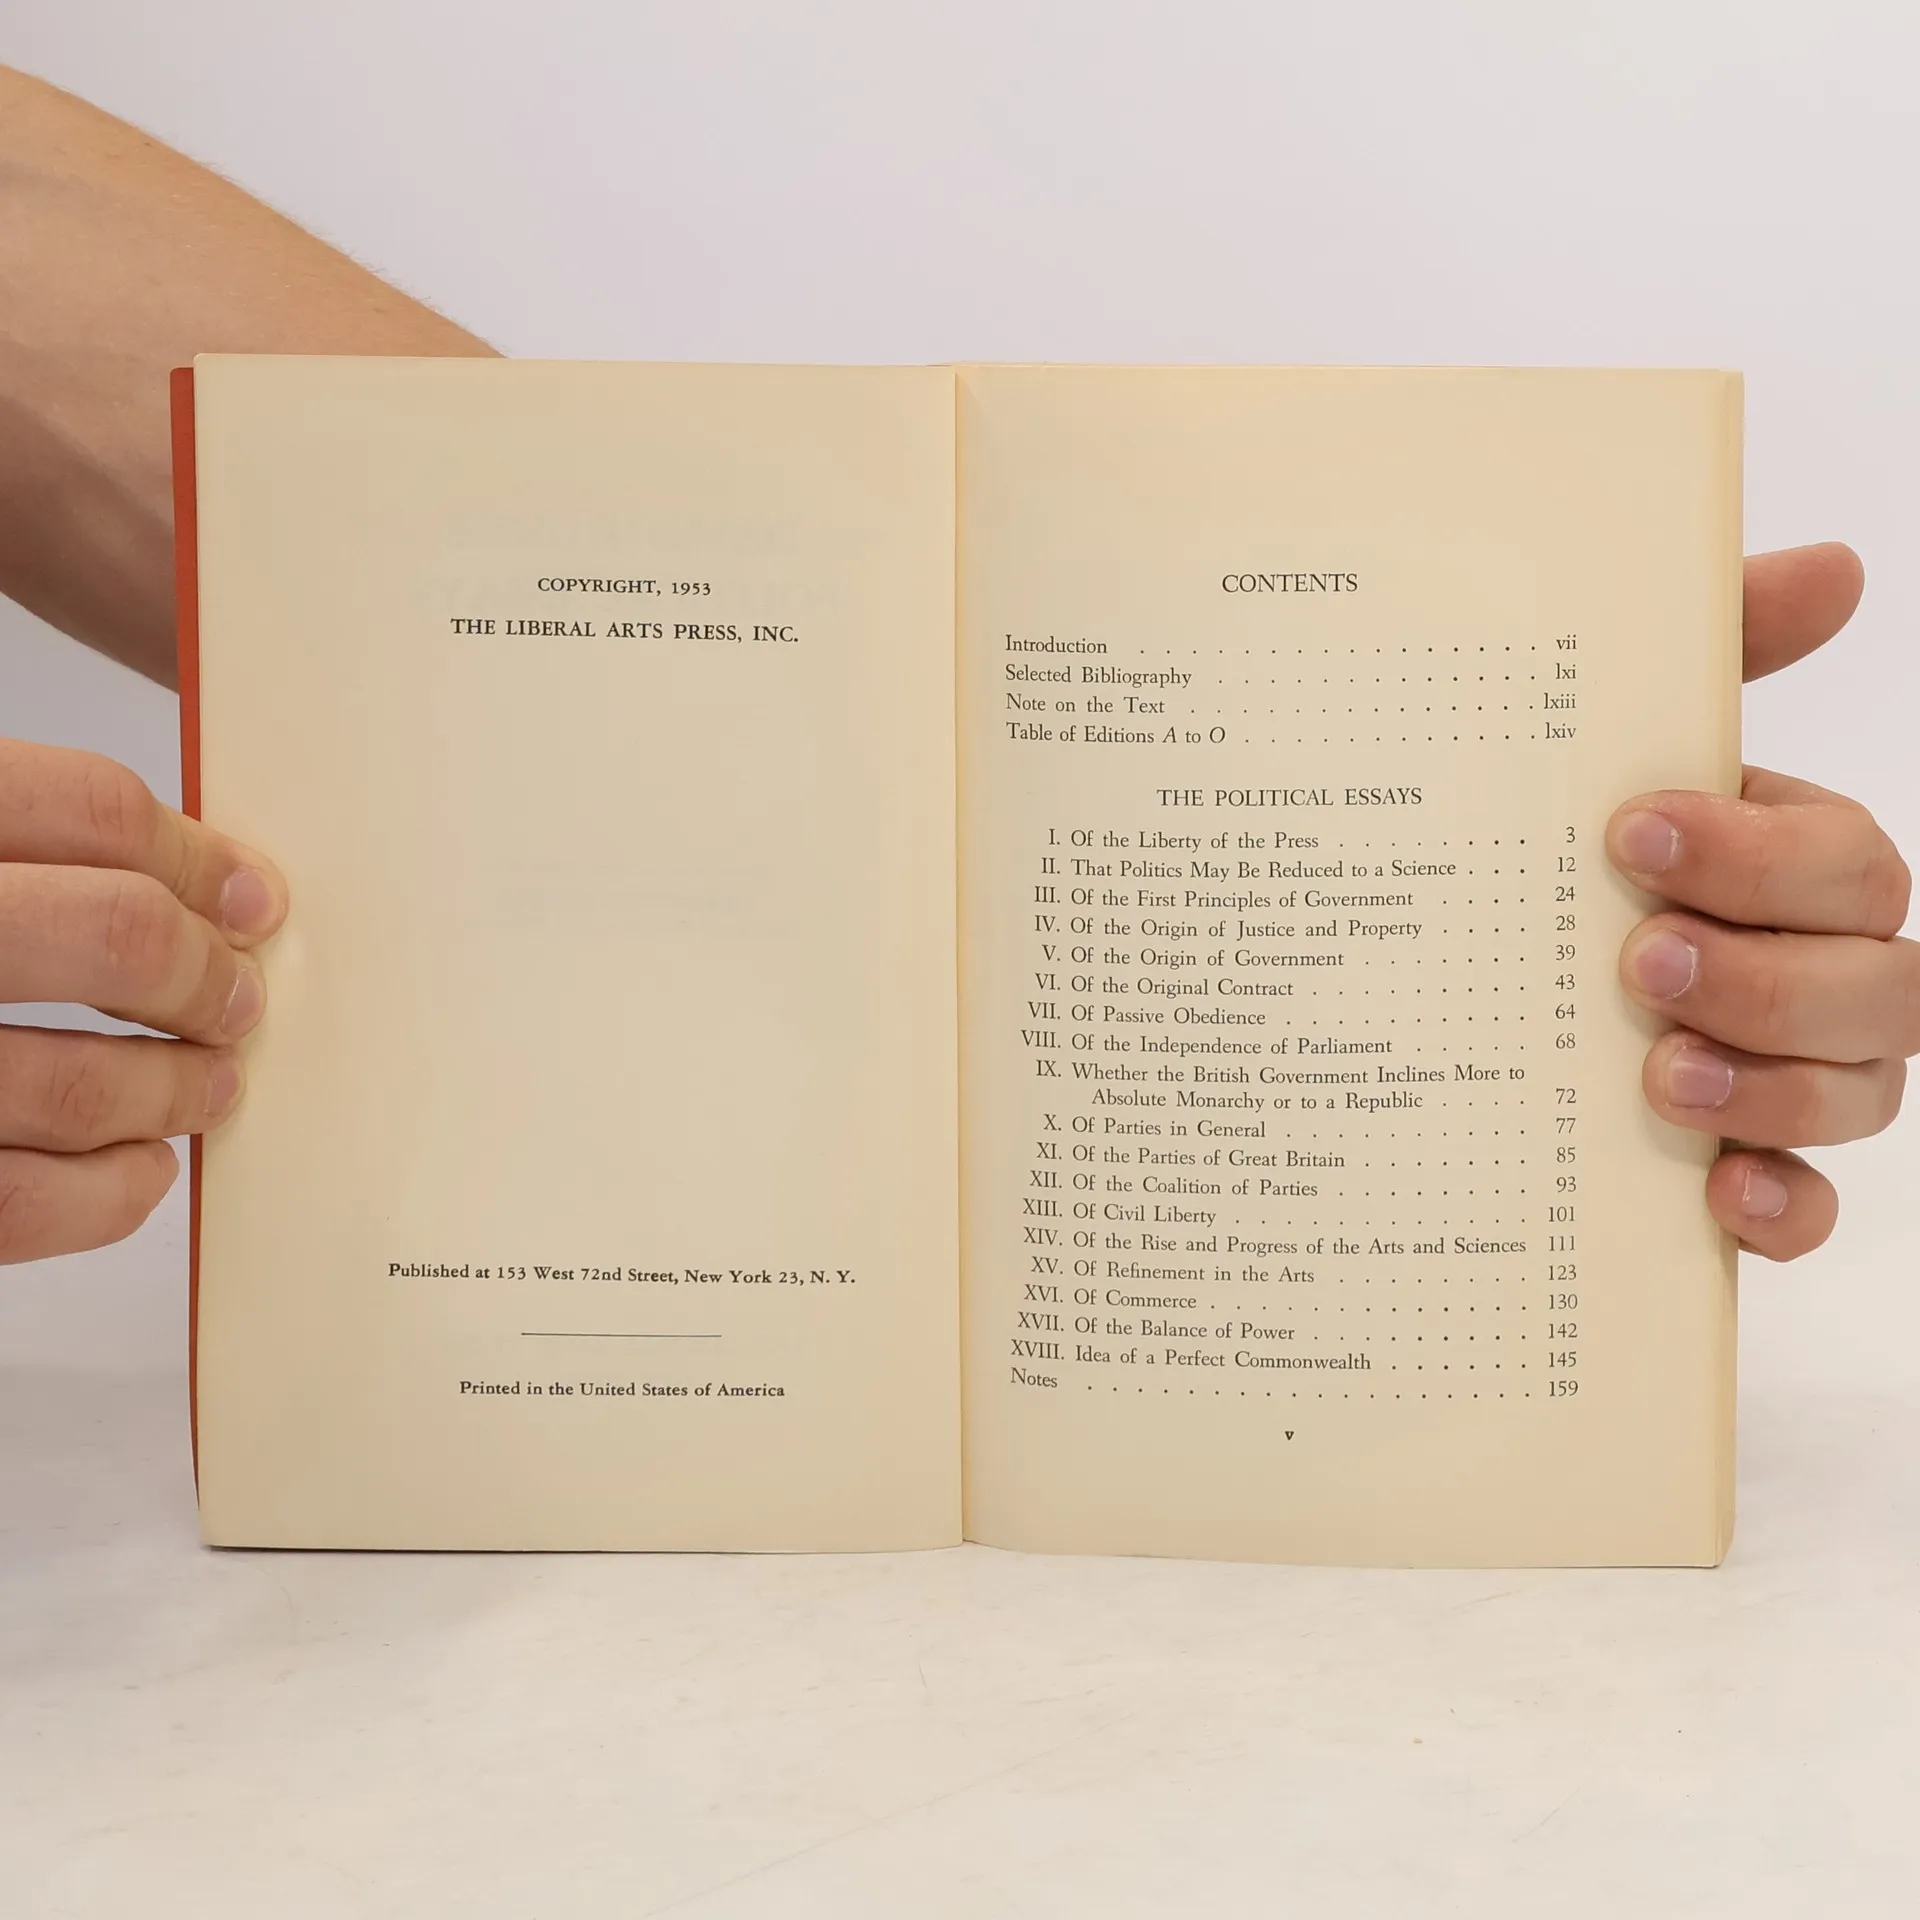 COPYRIGHT, 1953
THE LIBERAL ARTS PRESS, INC.
Published at 153 West 72nd Street, New York 23, N. Y.
Printed in the United States of America
CONTENTS
Introduction . . . . . . . . . . . . . . . . vii
Selected Bibliography . . . . . . . . . . . . . lxi
Note on the Text . . . . . . . . . . . . . . lxiii
Table of Editions A to O . . . . . . . . . . . . lxiv
THE POLITICAL ESSAYS
I. Of the Liberty of the Press . . . . . . . . 3
II. That Politics May Be Reduced to a Science . . . 12
III. Of the First Principles of Government . . . . 24
IV. Of the Origin of Justice and Property . . . . 28
V. Of the Origin of Government . . . . . . . 39
VI. Of the Original Contract . . . . . . . . . 43
VII. Of Passive Obedience . . . . . . . . . . 64
VIII. Of the Independence of Parliament . . . . . 68
IX. Whether the British Government Inclines More to
Absolute Monarchy or to a Republic . . . . 72
X. Of Parties in General . . . . . . . . . . 77
XI. Of the Parties of Great Britain . . . . . . . 85
XII. Of the Coalition of Parties . . . . . . . . 93
XIII. Of Civil Liberty . . . . . . . . . . . . 101
XIV. Of the Rise and Progress of the Arts and Sciences 111
XV. Of Refinement in the Arts . . . . . . . . 123
XVI. Of Commerce . . . . . . . . . . . . . 130
XVII. Of the Balance of Power . . . . . . . . . 142
XVIII. Idea of a Perfect Commonwealth . . . . . . 145
Notes . . . . . . . . . . . . . . . . . . 159
v